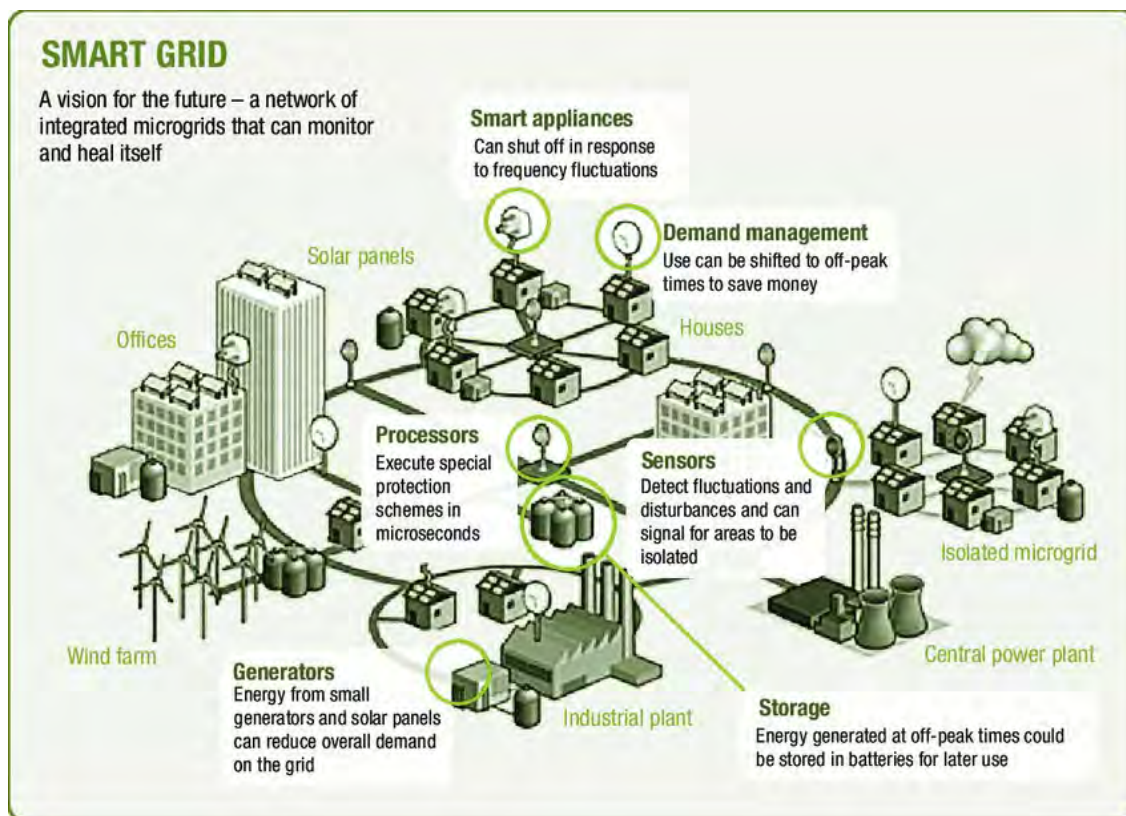 SMART GRID
A vision for the future – a network of
integrated microgrids that can monitor
and heal itself
Smart appliances
Can shut off in response
to frequency fluctuations
Demand management
Use can be shifted to off-peak
times to save money
Solar panels
Houses
Offices
Processors
Execute special
protection
schemes in
microseconds
Sensors
Detect fluctuations and
disturbances and can
signal for areas to be
isolated
Isolated microgrid
Wind farm
Central power plant
Generators
Energy from small
generators and solar panels
can reduce overall demand
on the grid
Industrial plant
Storage
Energy generated at off-peak times could
be stored in batteries for later use